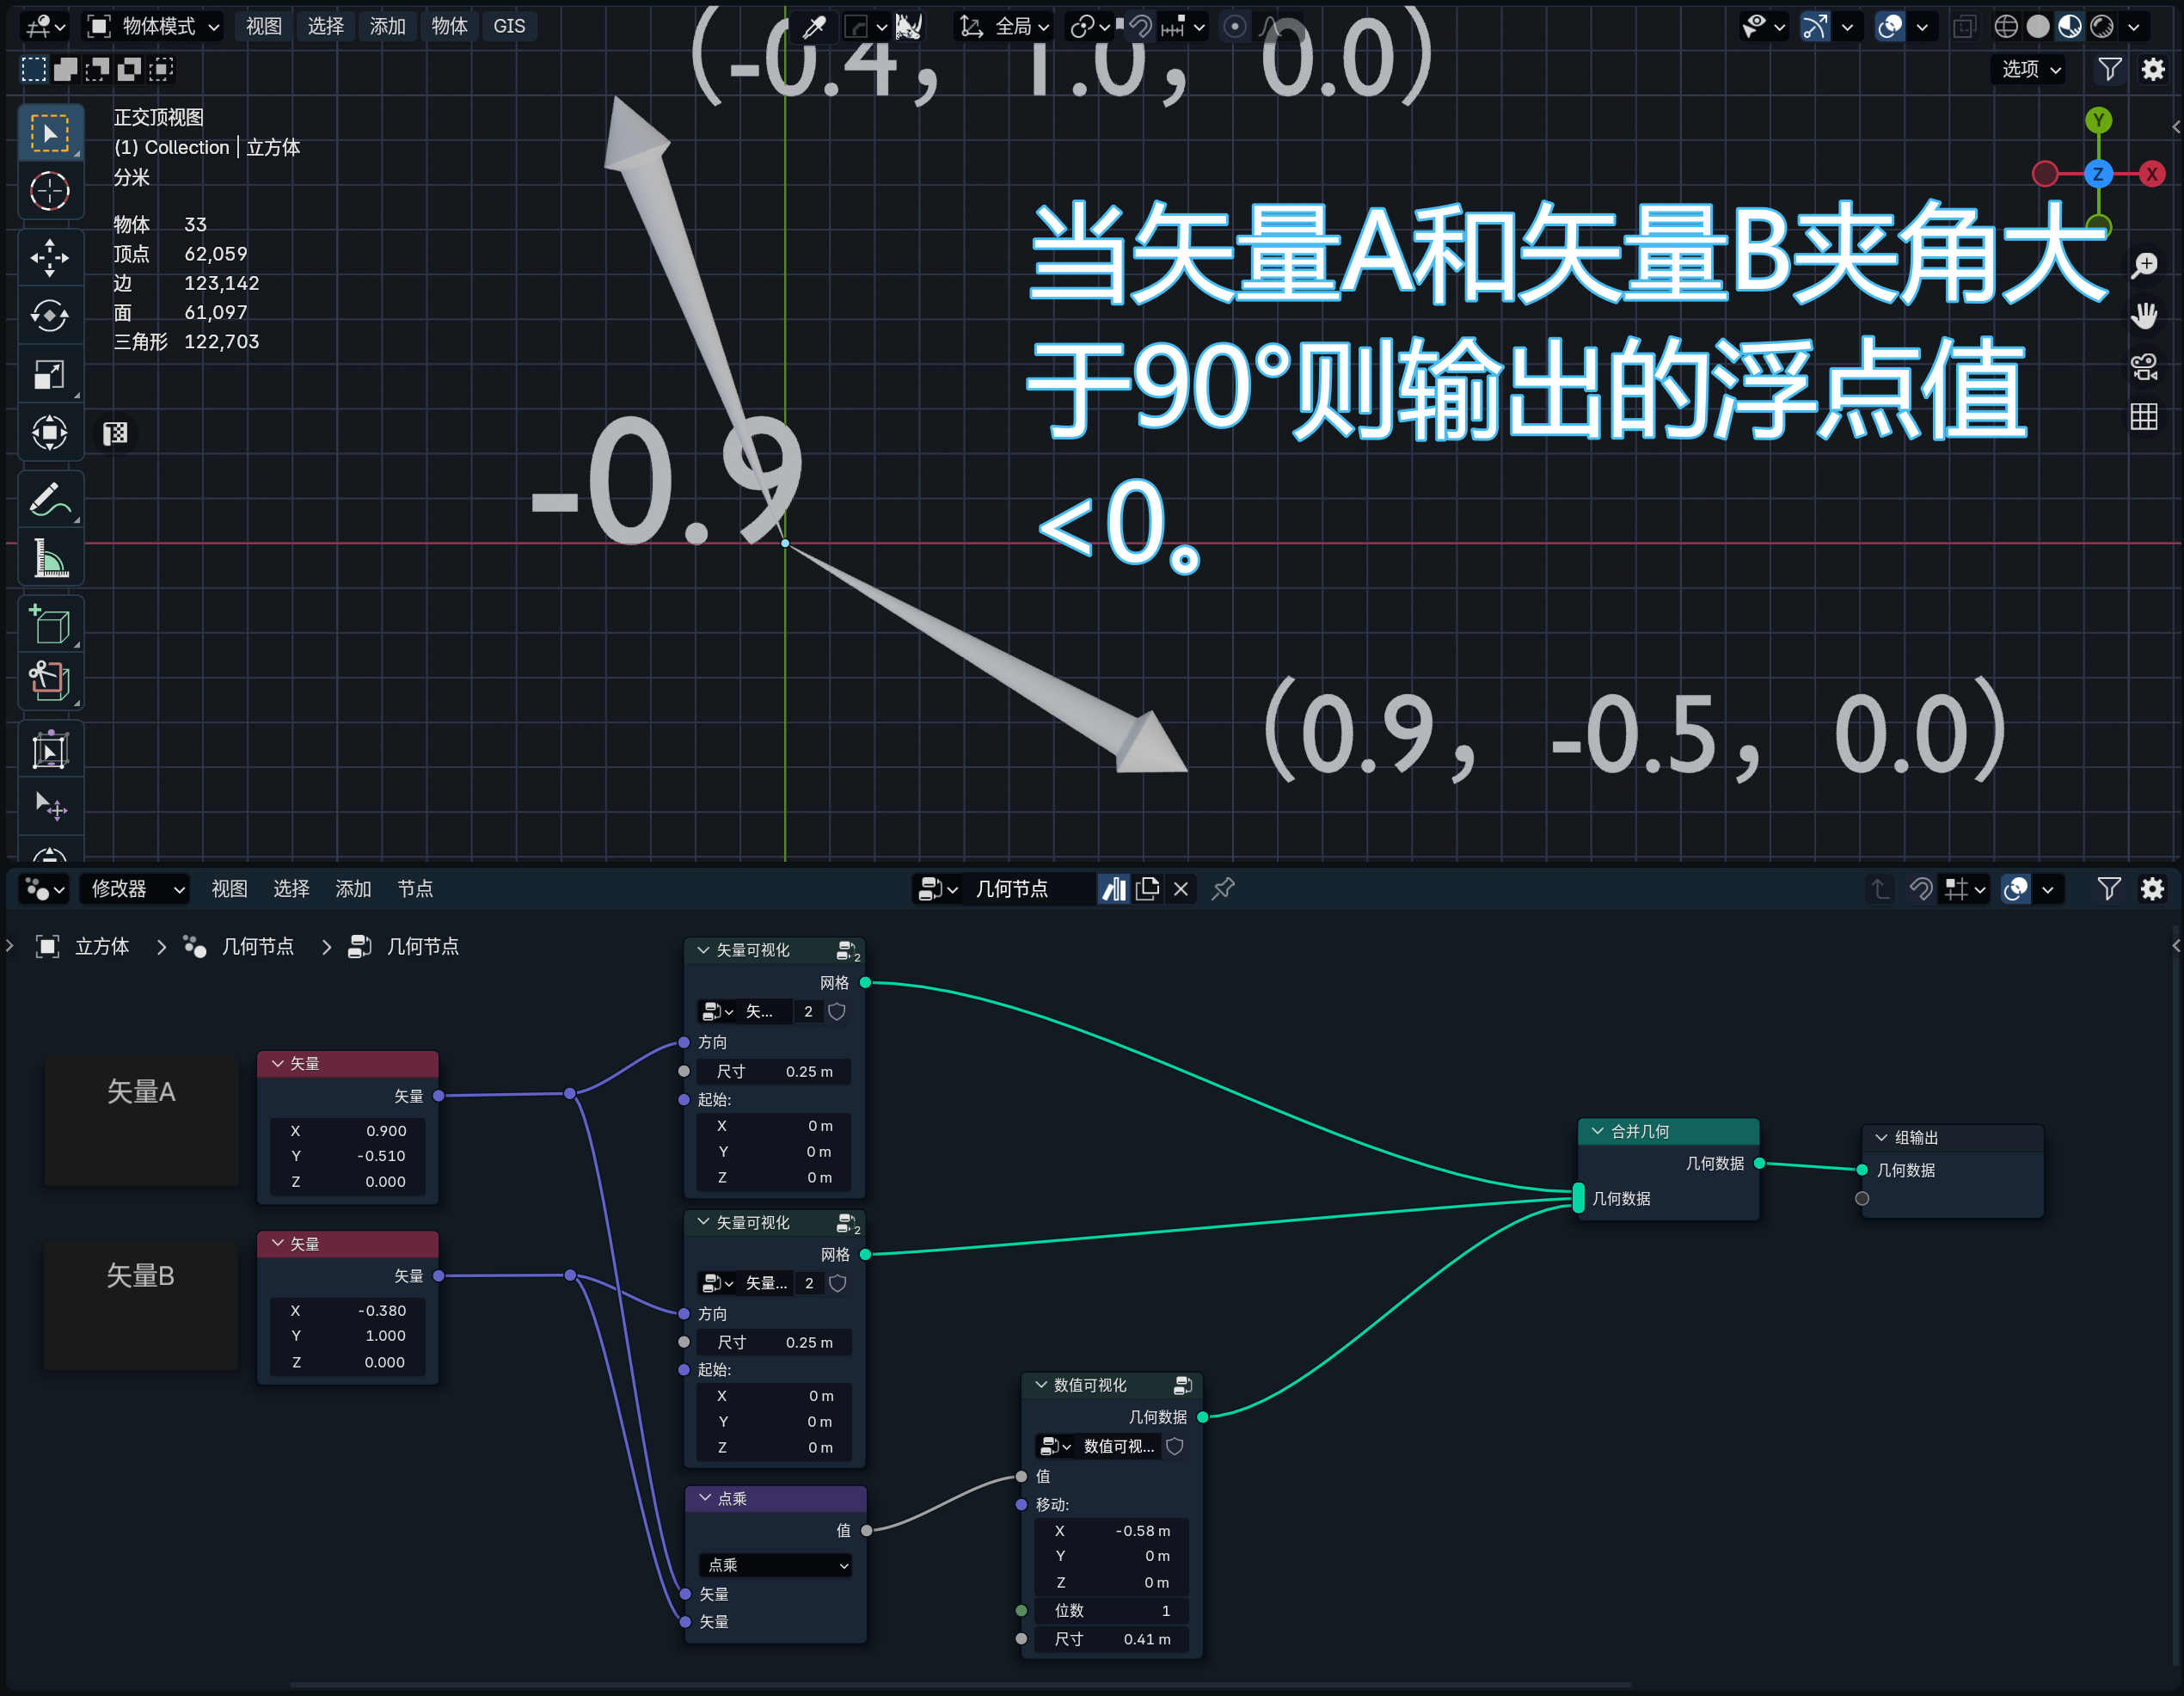 物体模式
视图
选择
添加
物体
GIS
全局
选项
(-0.4, 1.0, 0.0)
正交顶视图
(1) Collection | 立方体
分米
物体 33
顶点 62,059
边 123,142
面 61,097
三角形 122,703
Y
Z
X
当矢量A和矢量B夹角大
于90°则输出的浮点值
<0。
-0.9
(0.9, -0.5, 0.0)
修改器
视图
选择
添加
节点
几何节点
立方体
几何节点
几何节点
矢量A
矢量
矢量
X 0.900
Y -0.510
Z 0.000
矢量B
矢量
矢量
X -0.380
Y 1.000
Z 0.000
矢量可视化
2
网格
矢... 2
方向
尺寸 0.25 m
起始:
X 0 m
Y 0 m
Z 0 m
矢量可视化
2
网格
矢量... 2
方向
尺寸 0.25 m
起始:
X 0 m
Y 0 m
Z 0 m
点乘
值
点乘
矢量
矢量
数值可视化
几何数据
数值可视...
值
移动:
X -0.58 m
Y 0 m
Z 0 m
位数 1
尺寸 0.41 m
合并几何
几何数据
几何数据
组输出
几何数据